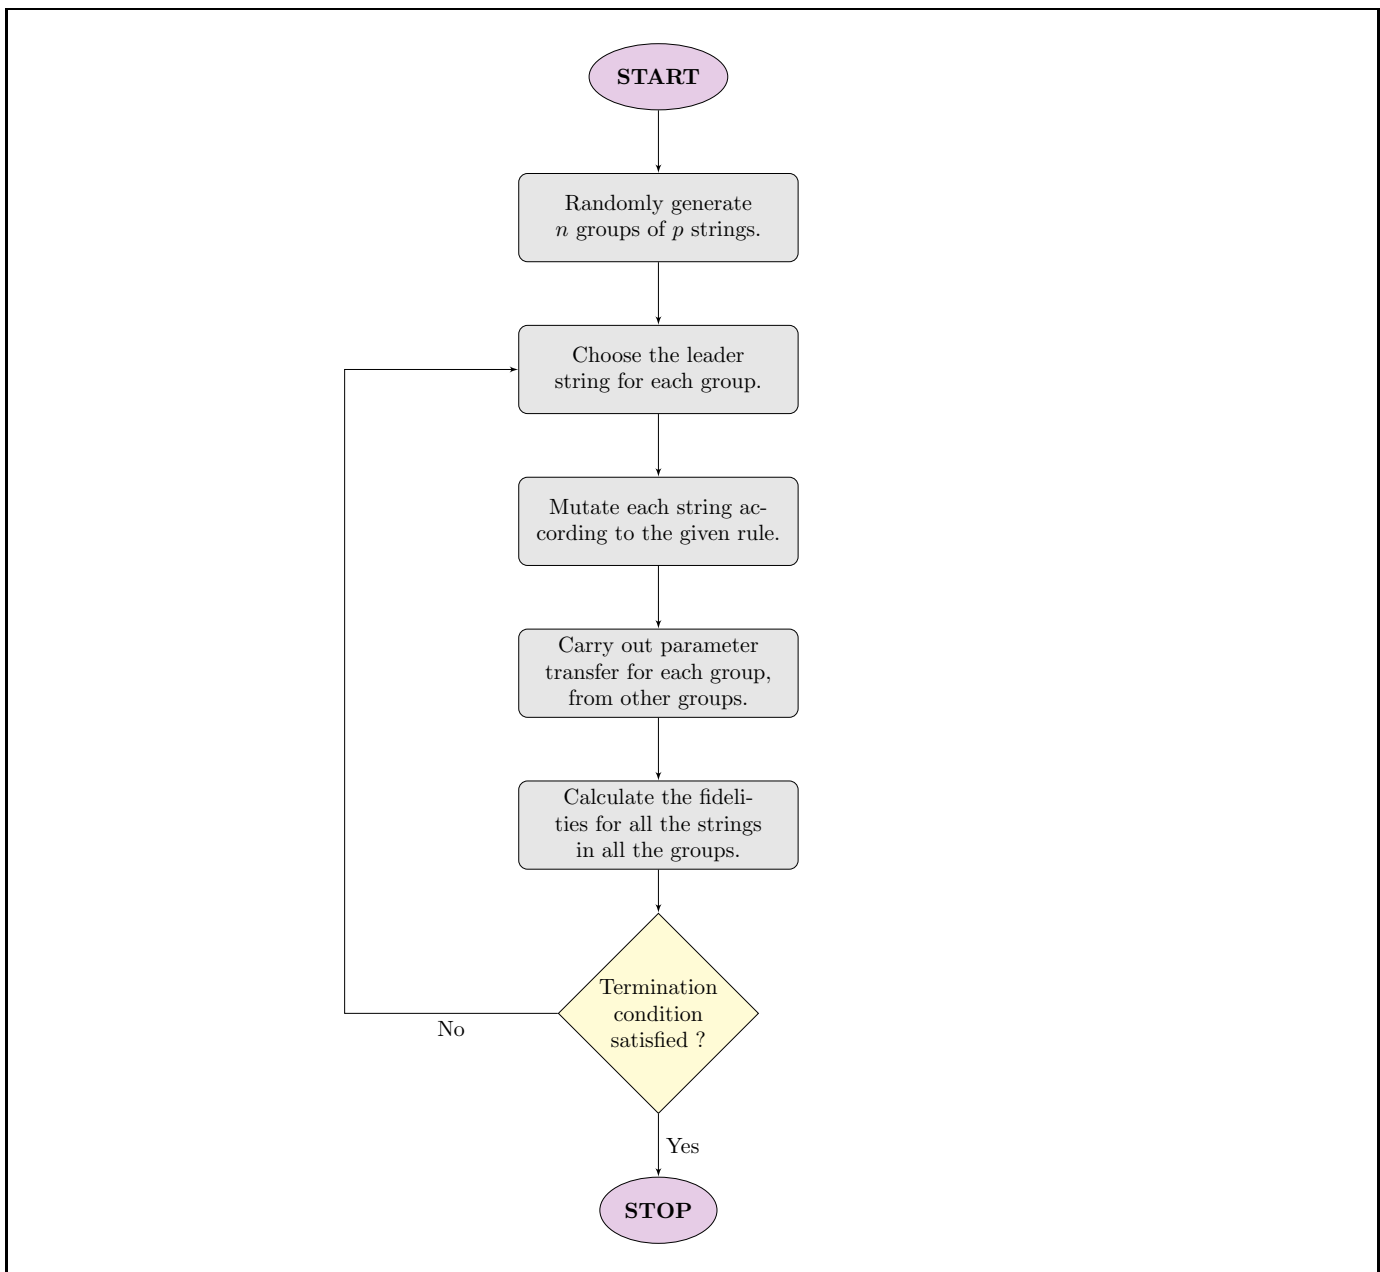 START
Randomly generate
n groups of p strings.
Choose the leader
string for each group.
Mutate each string ac-
cording to the given rule.
Carry out parameter
transfer for each group,
from other groups.
Calculate the fideli-
ties for all the strings
in all the groups.
Termination
condition
satisfied ?
No
Yes
STOP